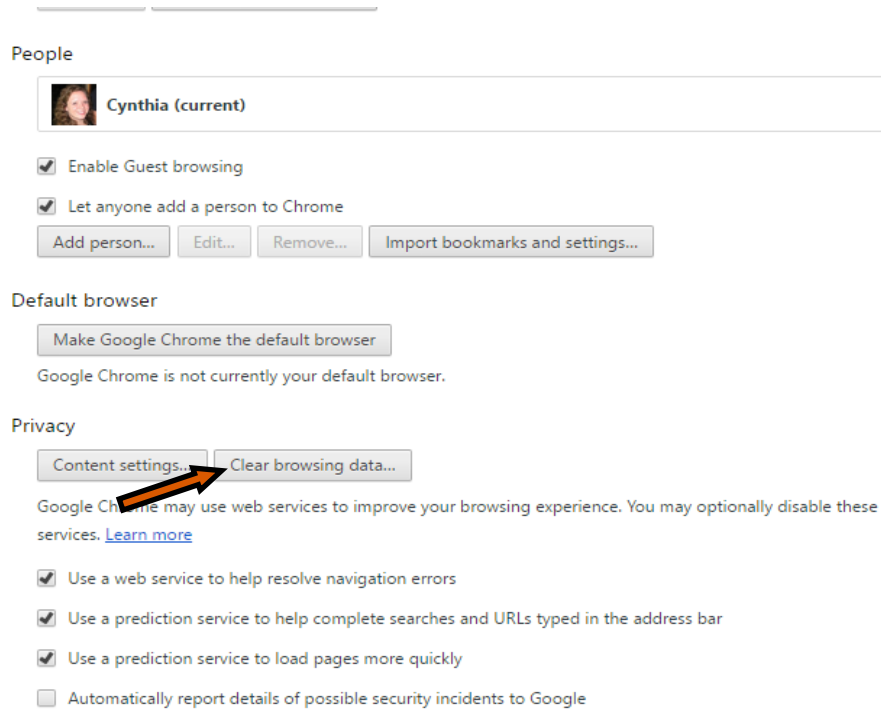 People
Cynthia (current)
Enable Guest browsing
Let anyone add a person to Chrome
Add person... Edit... Remove... Import bookmarks and settings...
Default browser
Make Google Chrome the default browser
Google Chrome is not currently your default browser.
Privacy
Content settings... Clear browsing data...
Google Chrome may use web services to improve your browsing experience. You may optionally disable these
services. Learn more
Use a web service to help resolve navigation errors
Use a prediction service to help complete searches and URLs typed in the address bar
Use a prediction service to load pages more quickly
Automatically report details of possible security incidents to Google